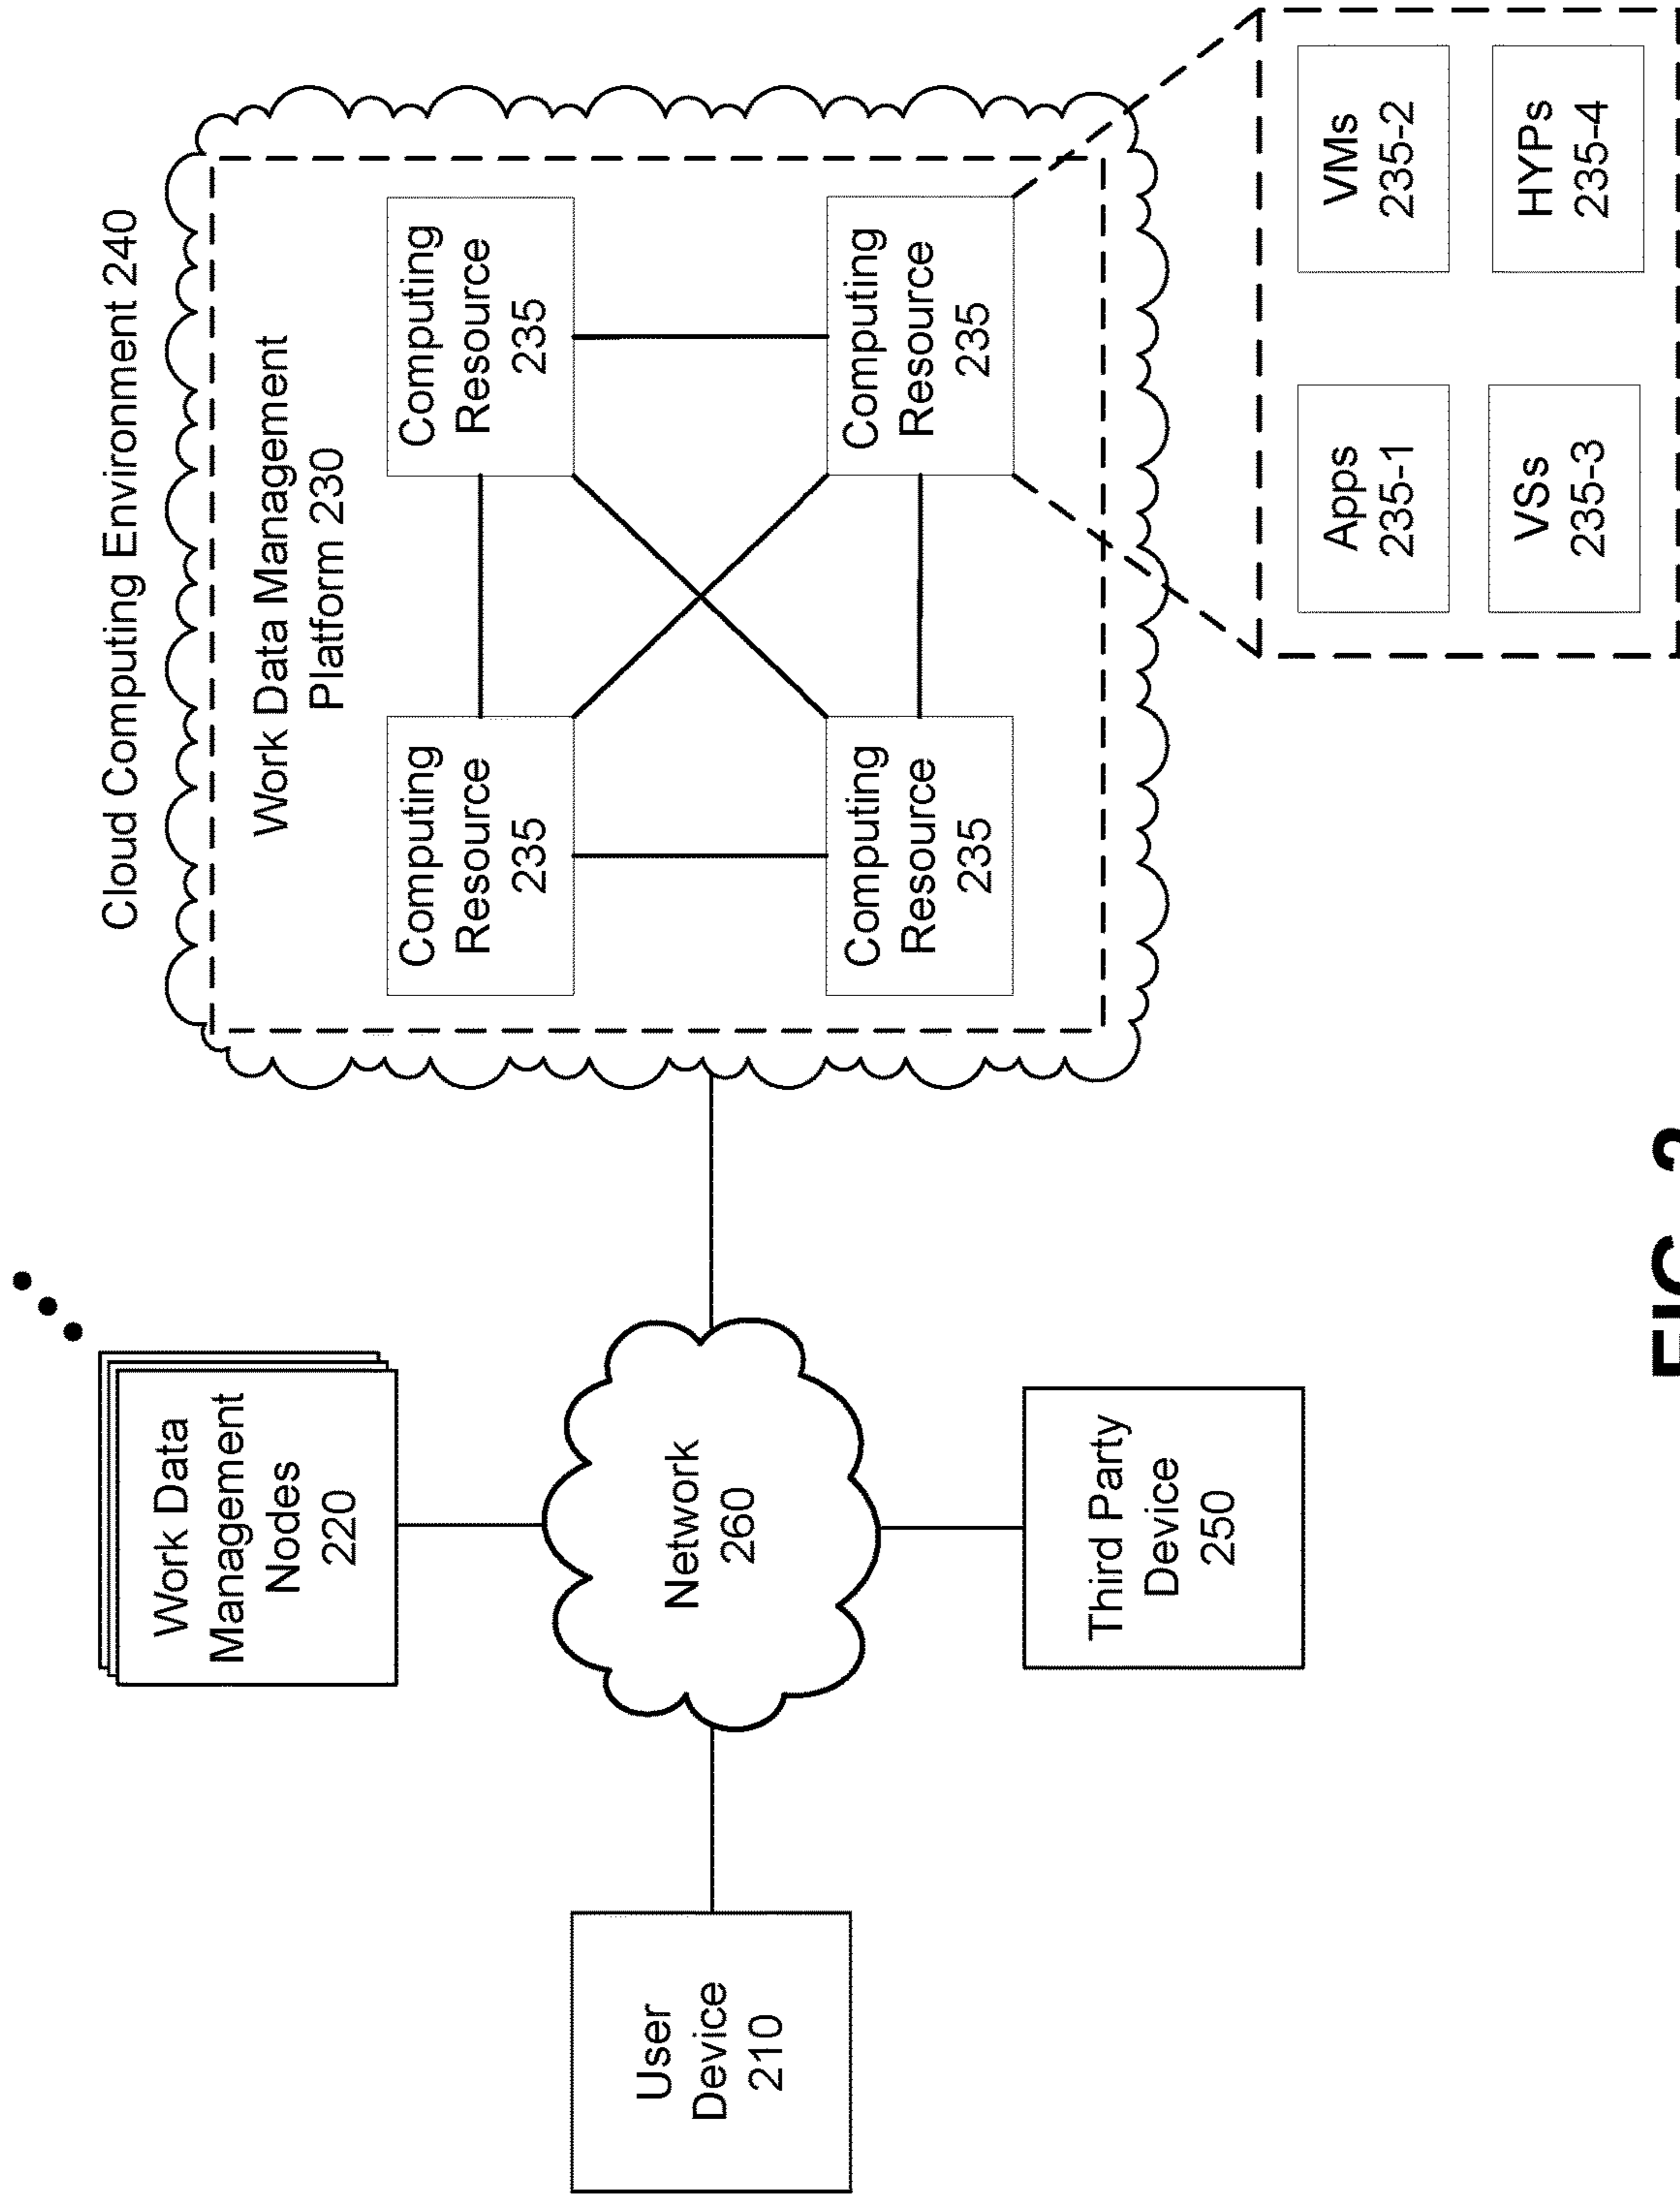 Cloud Computing Environment 240
Work Data Management
Platform 230
Computing
Resource
235
Computing
Resource
235
Computing
Resource
235
Computing
Resource
235
Apps
235-1
VMs
235-2
VSs
235-3
HYPs
235-4
Work Data
Management
Nodes
220
Network
260
User
Device
210
Third Party
Device
250
FIG. 2